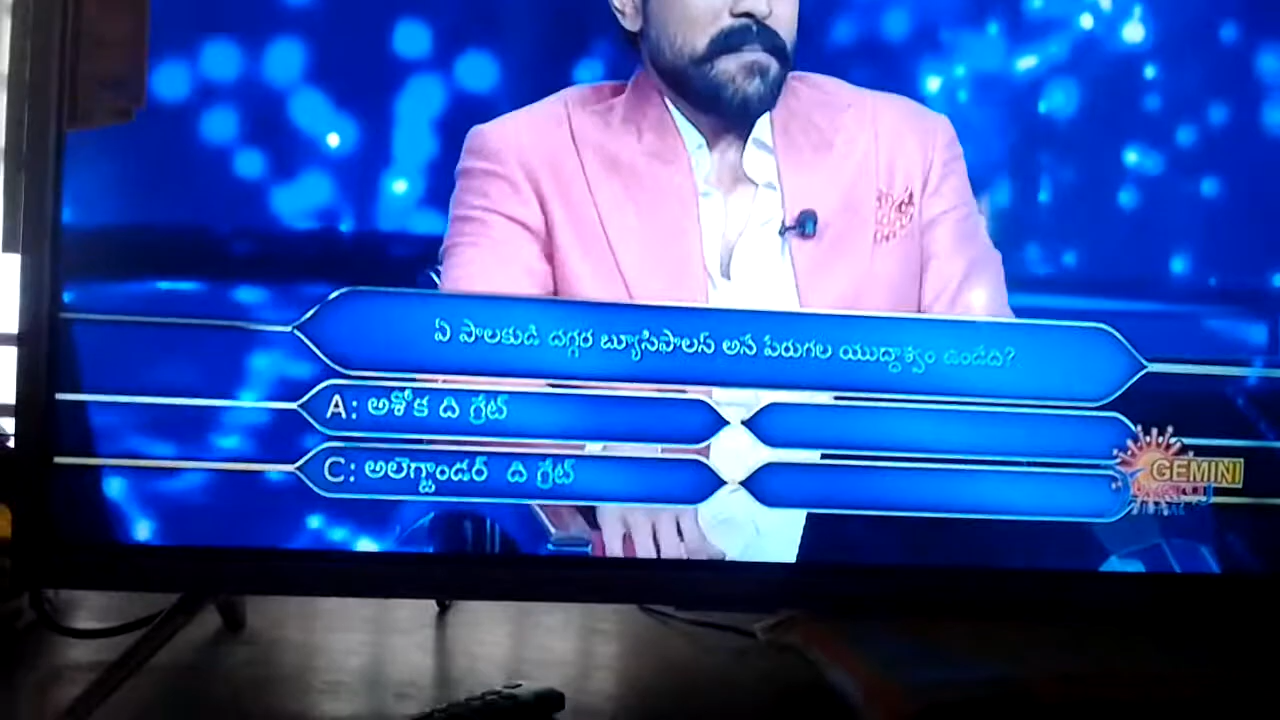 ఏ పాలకుడి దగ్గర బ్యూసిఫాలస్ అనే పేరుగల యుద్ధాశ్వం ఉండేది?
A: అశోక ది గ్రేట్
C: అలెగ్జాండర్ ది గ్రేట్
GEMINI